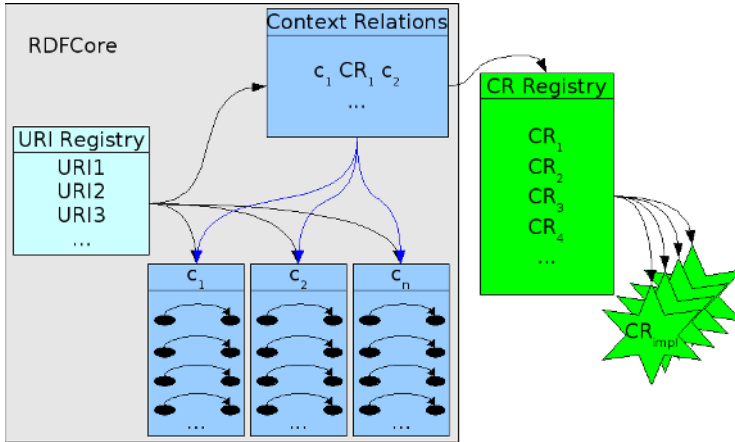 RDFCore
Context Relations
c₁ CR₁ c₂
...
CR Registry
CR₁
CR₂
CR₃
CR₄
...
URI Registry
URI1
URI2
URI3
...
c₁
...
c₂
...
cₙ
...
CRᵢₘₚₗ